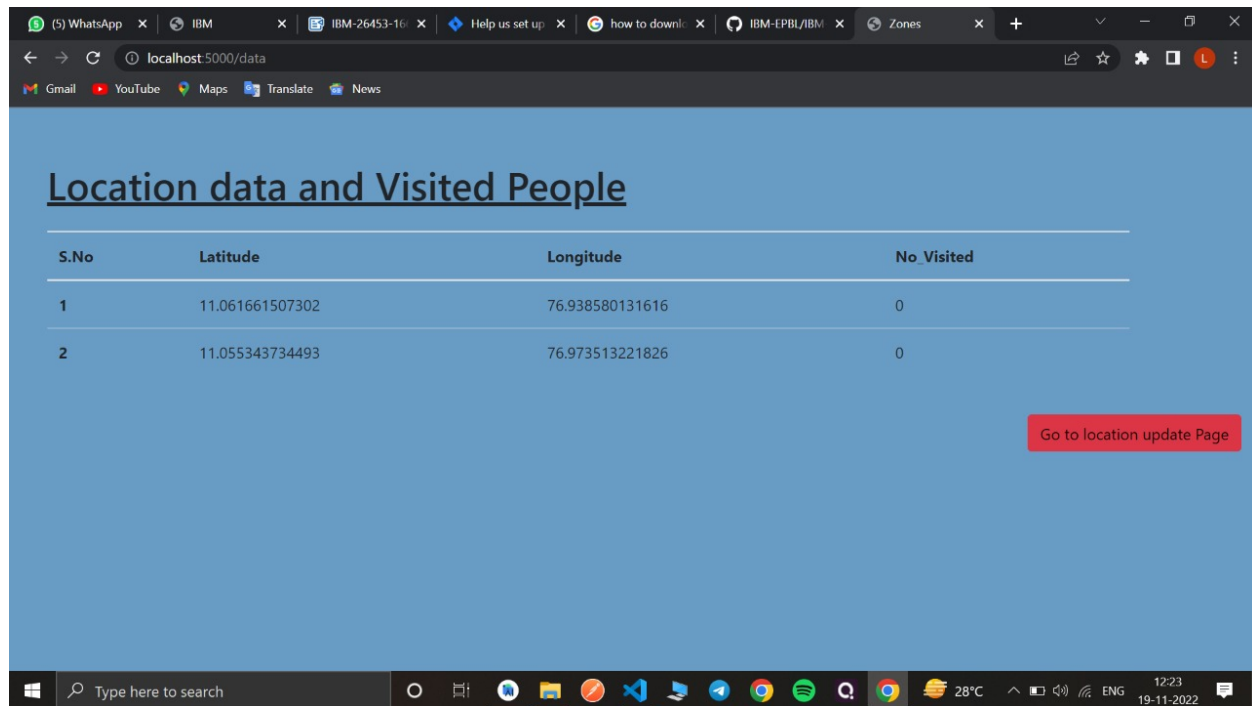 (5) WhatsApp IBM IBM-26453-16 Help us set up how to downlo IBM-EPBL/IBM Zones
localhost:5000/data L
Gmail YouTube Maps Translate News
Location data and Visited People
S.No Latitude Longitude No_Visited
1 11.061661507302 76.938580131616 0
2 11.055343734493 76.973513221826 0
Go to location update Page
Type here to search 28°C ENG 12:23
19-11-2022